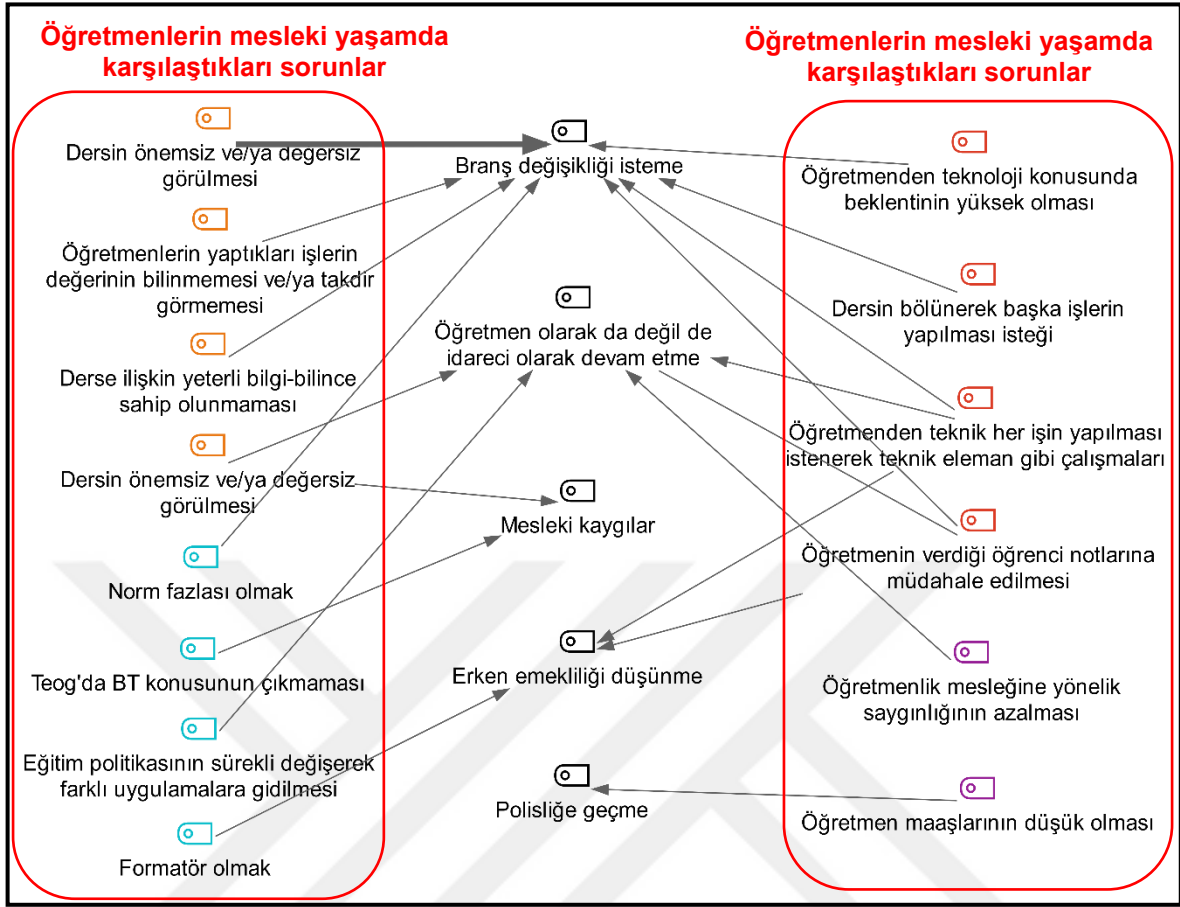 Öğretmenlerin mesleki yaşamda
karşılaştıkları sorunlar
Dersin önemsiz ve/ya değersiz
görülmesi
Öğretmenlerin yaptıkları işlerin
değerinin bilinmemesi ve/ya takdir
görmemesi
Derse ilişkin yeterli bilgi-bilince
sahip olunmaması
Dersin önemsiz ve/ya değersiz
görülmesi
Norm fazlası olmak
Teog'da BT konusunun çıkmaması
Eğitim politikasının sürekli değişerek
farklı uygulamalara gidilmesi
Formatör olmak
Branş değişikliği isteme
Öğretmen olarak da değil de
idareci olarak devam etme
Mesleki kaygılar
Erken emekliliği düşünme
Polisliğe geçme
Öğretmenlerin mesleki yaşamda
karşılaştıkları sorunlar
Öğretmenden teknoloji konusunda
beklentinin yüksek olması
Dersin bölünerek başka işlerin
yapılması isteği
Öğretmenden teknik her işin yapılması
istenerek teknik eleman gibi çalışmaları
Öğretmenin verdiği öğrenci notlarına
müdahale edilmesi
Öğretmenlik mesleğine yönelik
saygınlığının azalması
Öğretmen maaşlarının düşük olması